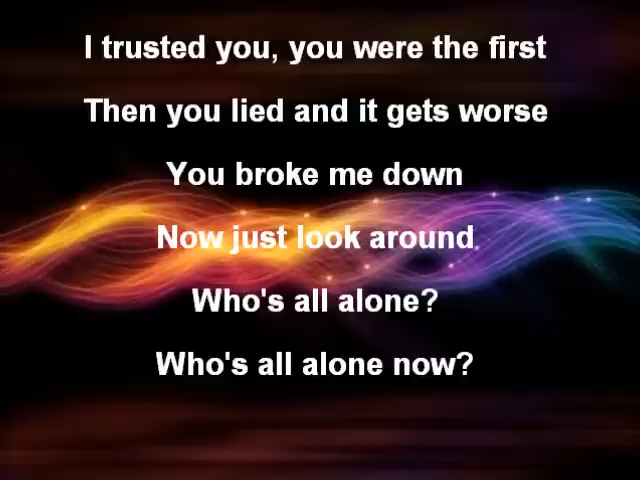 I trusted you, you were the first
Then you lied and it gets worse
You broke me down
Now just look around
Who's all alone?
Who's all alone now?